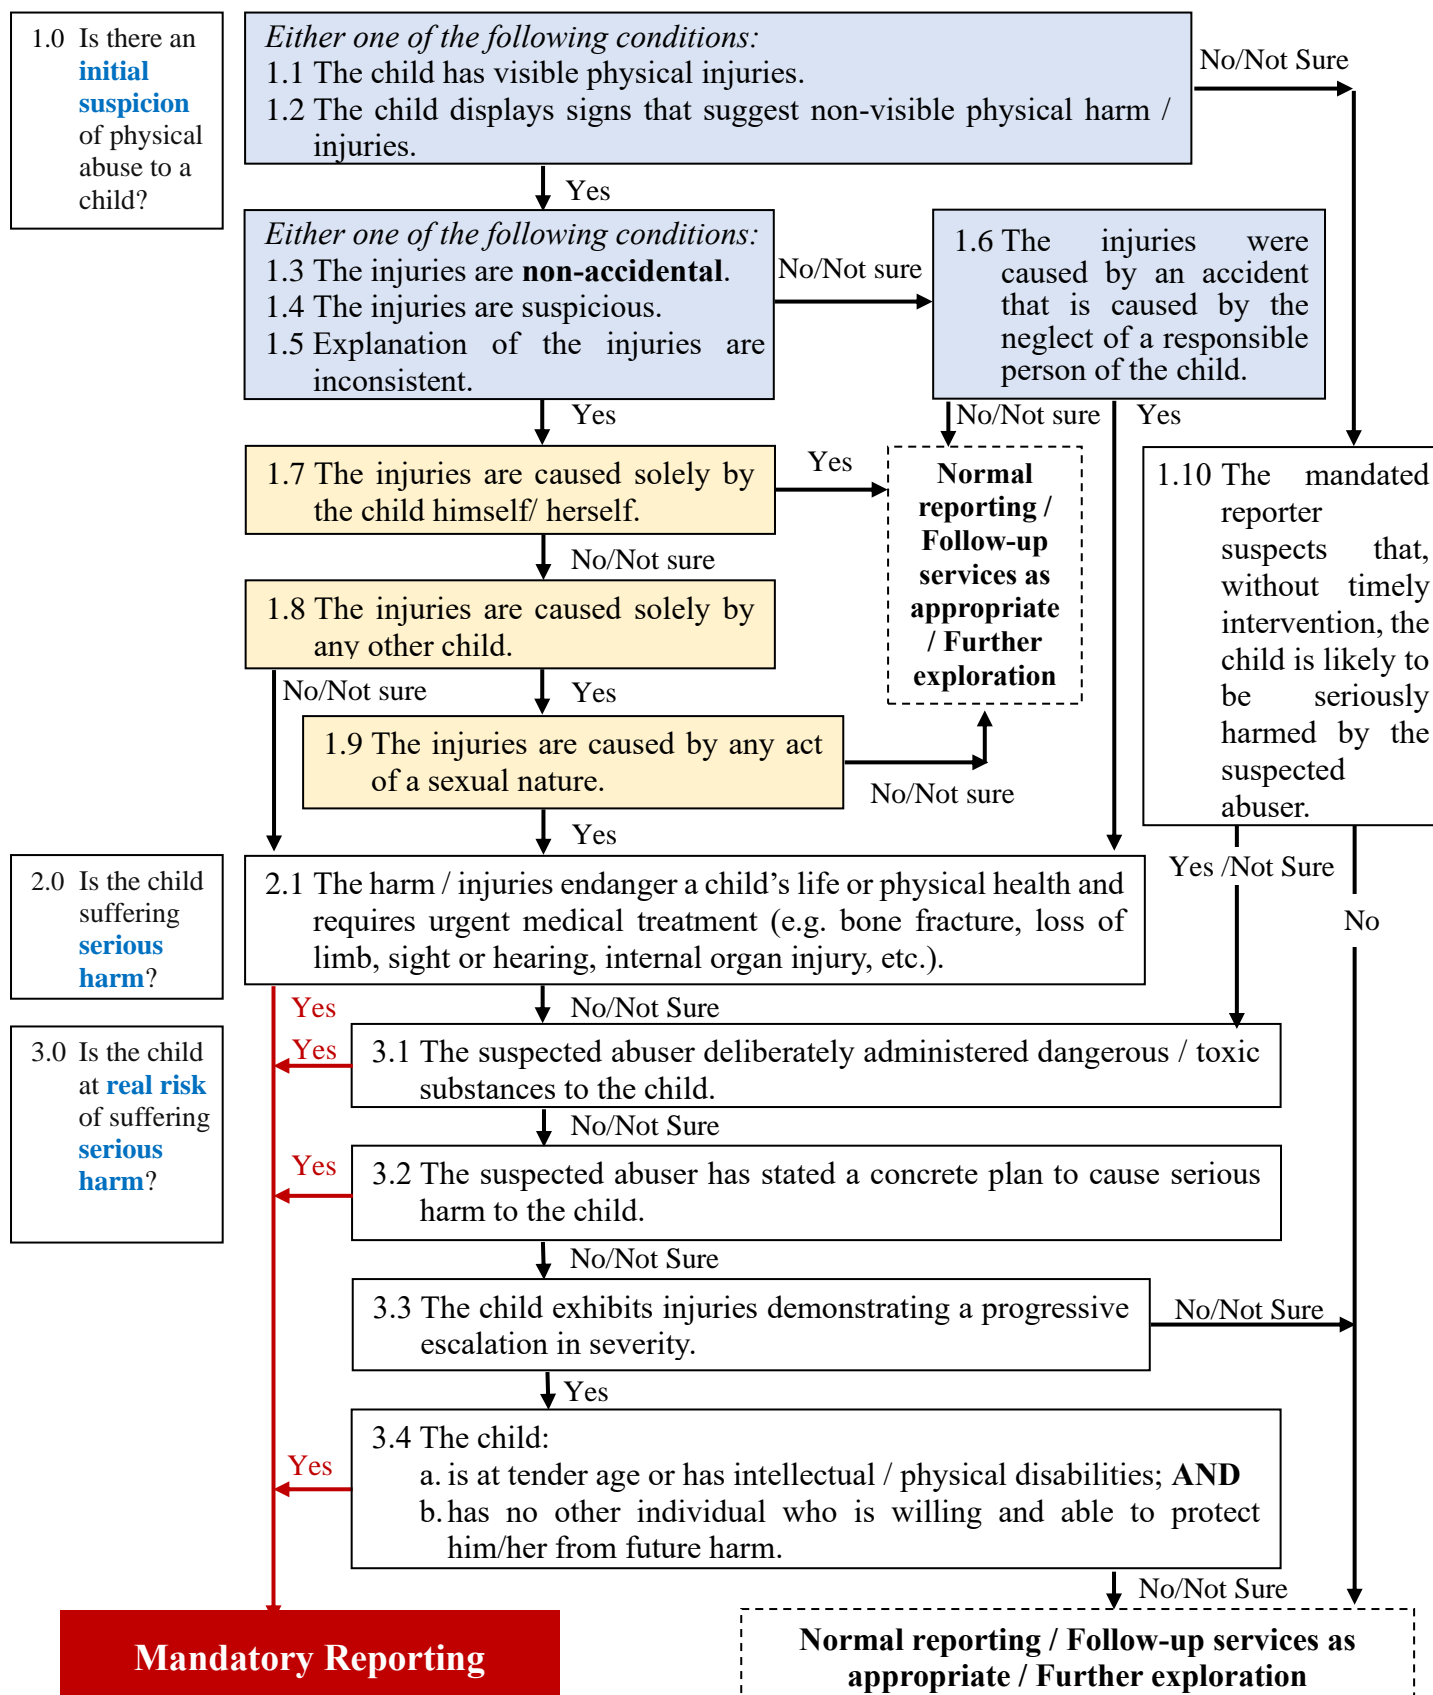 1.0 Is there an
initial
suspicion
of physical
abuse to a
child?
Either one of the following conditions:
1.1 The child has visible physical injuries.
1.2 The child displays signs that suggest non-visible physical harm /
injuries.
No/Not Sure
Yes
Either one of the following conditions:
1.3 The injuries are non-accidental.
1.4 The injuries are suspicious.
1.5 Explanation of the injuries are
inconsistent.
No/Not sure
1.6 The injuries were
caused by an accident
that is caused by the
neglect of a responsible
person of the child.
Yes
No/Not sure
Yes
1.7 The injuries are caused solely by
the child himself/ herself.
Yes
Normal
reporting /
Follow-up
services as
appropriate
/ Further
exploration
1.10 The mandated
reporter
suspects that,
without timely
intervention, the
child is likely to
be seriously
harmed by the
suspected
abuser.
No/Not sure
1.8 The injuries are caused solely by
any other child.
No/Not sure
Yes
1.9 The injuries are caused by any act
of a sexual nature.
No/Not sure
Yes
2.0 Is the child
suffering
serious
harm?
2.1 The harm / injuries endanger a child's life or physical health and
requires urgent medical treatment (e.g. bone fracture, loss of
limb, sight or hearing, internal organ injury, etc.).
Yes /Not Sure
No
Yes
No/Not Sure
3.0 Is the child
at real risk
of suffering
serious
harm?
Yes
3.1 The suspected abuser deliberately administered dangerous / toxic
substances to the child.
No/Not Sure
Yes
3.2 The suspected abuser has stated a concrete plan to cause serious
harm to the child.
No/Not Sure
3.3 The child exhibits injuries demonstrating a progressive
escalation in severity.
No/Not Sure
Yes
3.4 The child:
a. is at tender age or has intellectual / physical disabilities; AND
b. has no other individual who is willing and able to protect
him/her from future harm.
Yes
No/Not Sure
Mandatory Reporting
Normal reporting / Follow-up services as
appropriate / Further exploration